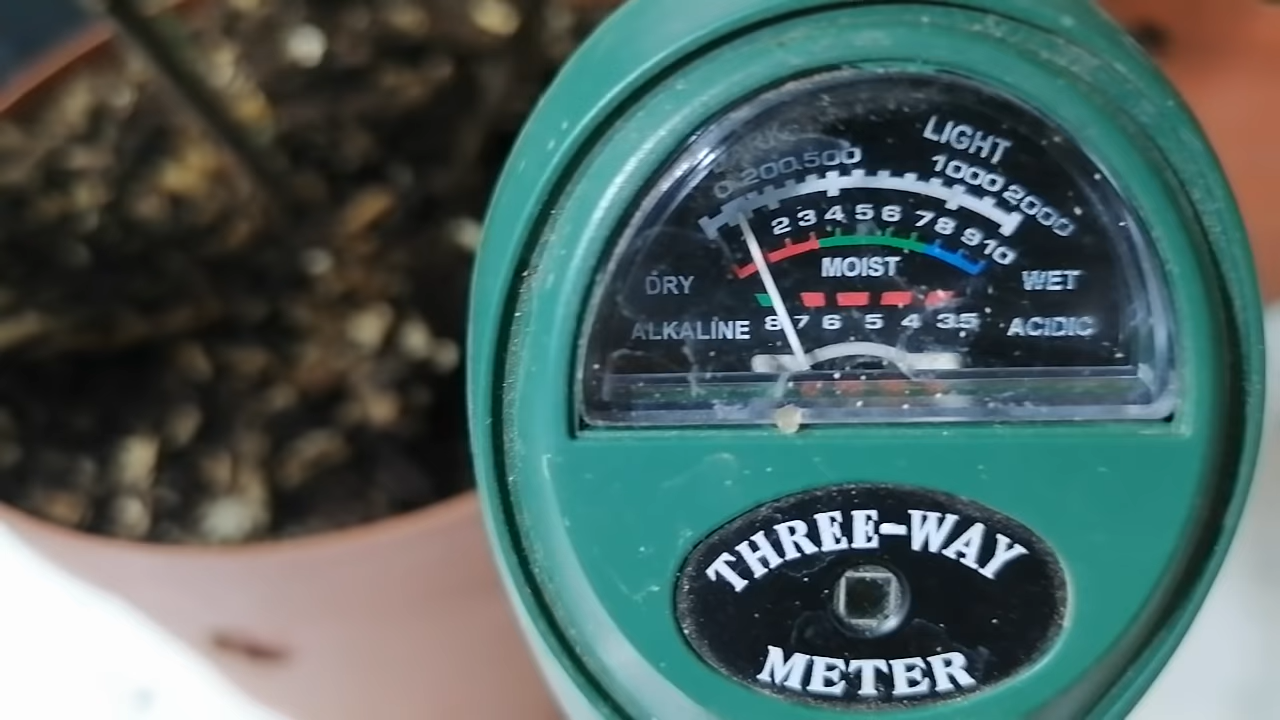 DARK
LIGHT
0 200 500 1000 2000
2 3 4 5 6 7 8 9 10
DRY MOIST WET
ALKALINE 8 7 6 5 4 3.5 ACIDIC
THREE-WAY
METER